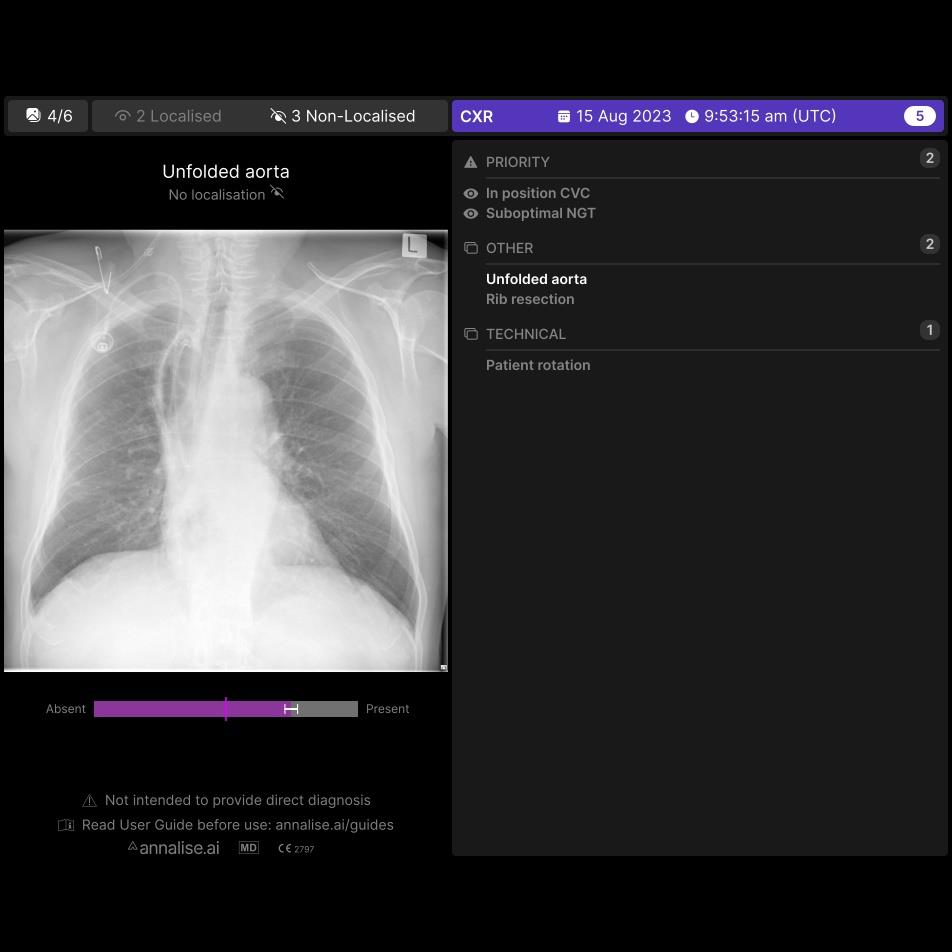 4/6
2 Localised
3 Non-Localised
CXR
15 Aug 2023
9:53:15 am (UTC)
5
Unfolded aorta
No localisation
L
Absent
Present
Not intended to provide direct diagnosis
Read User Guide before use: annalise.ai/guides
annalise.ai
MD
CE 2797
PRIORITY
2
In position CVC
Suboptimal NGT
OTHER
2
Unfolded aorta
Rib resection
TECHNICAL
1
Patient rotation